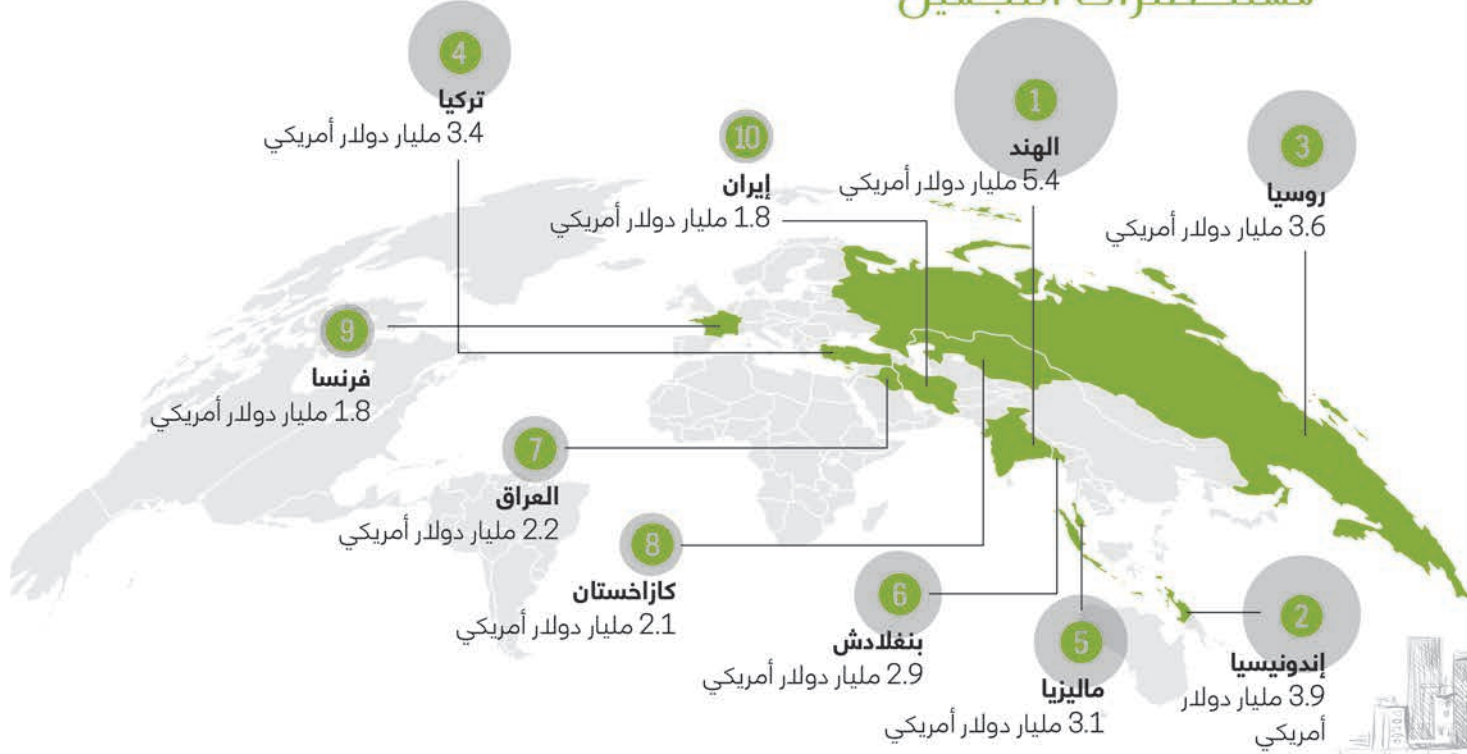 مستحضرات التجميل
4
تركيا
3.4 مليار دولار أمريكي
10
إيران
1.8 مليار دولار أمريكي
1
الهند
5.4 مليار دولار أمريكي
3
روسيا
3.6 مليار دولار أمريكي
9
فرنسا
1.8 مليار دولار أمريكي
7
العراق
2.2 مليار دولار أمريكي
8
كازاخستان
2.1 مليار دولار أمريكي
6
بنغلادش
2.9 مليار دولار أمريكي
5
ماليزيا
3.1 مليار دولار أمريكي
2
إندونيسيا
3.9 مليار دولار
أمريكي